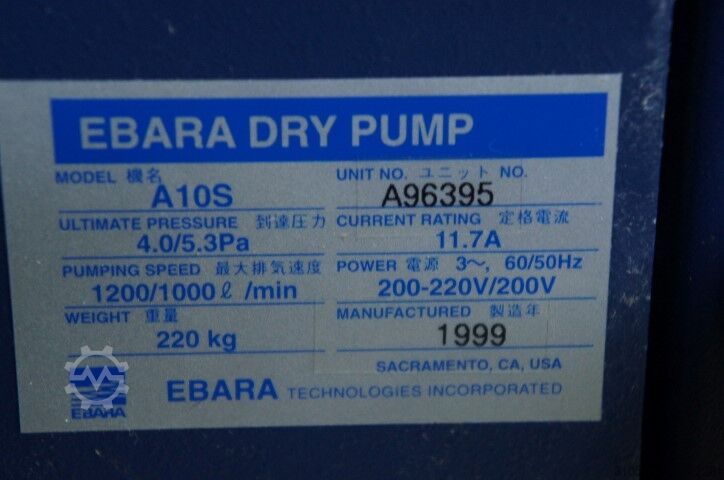 EBARA DRY PUMP
MODEL 機名
A10S
UNIT NO. ユニット NO.
A96395
ULTIMATE PRESSURE 到達圧力
4.0/5.3Pa
CURRENT RATING 定格電流
11.7A
PUMPING SPEED 最大排気速度
1200/1000ℓ /min
POWER 電源 3～, 60/50Hz
200-220V/200V
WEIGHT 重量
220 kg
MANUFACTURED 製造年
1999
SACRAMENTO, CA, USA
EBARA
EBARA TECHNOLOGIES INCORPORATED